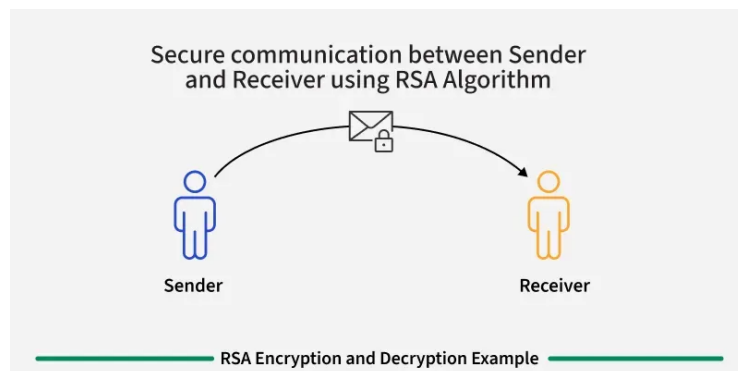 Secure communication between Sender
and Receiver using RSA Algorithm
Sender
Receiver
RSA Encryption and Decryption Example